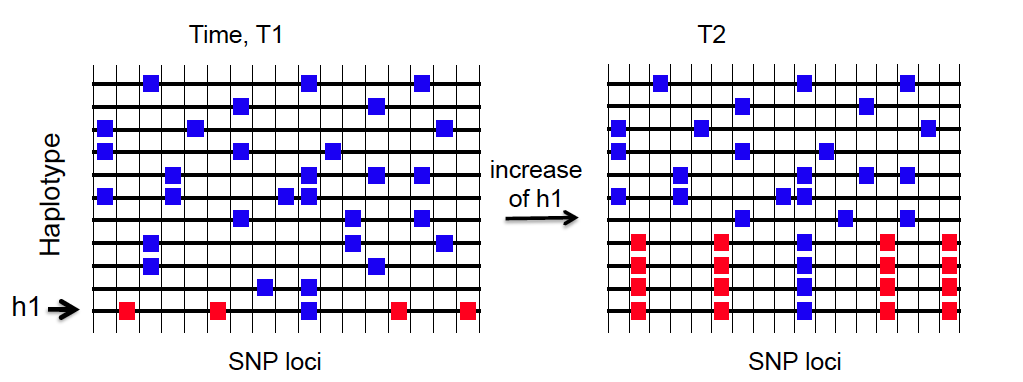 Time, T1
T2
Haplotype
increase
of h1
h1
SNP loci
SNP loci